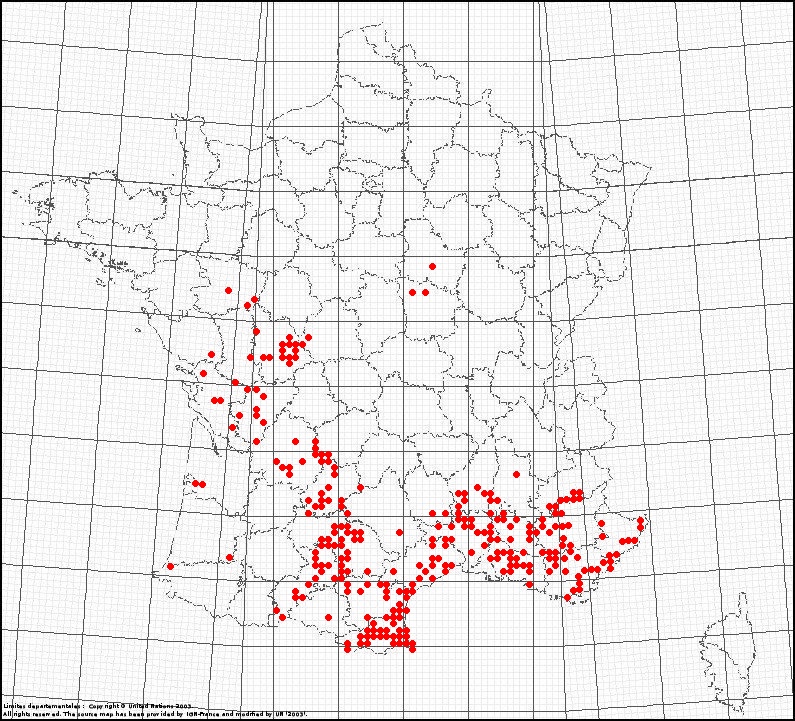 Limites departementales : Copyright © United Nations 2003
All rights reserved. The source map has been provided by IGN-France and modified by UN (2003).